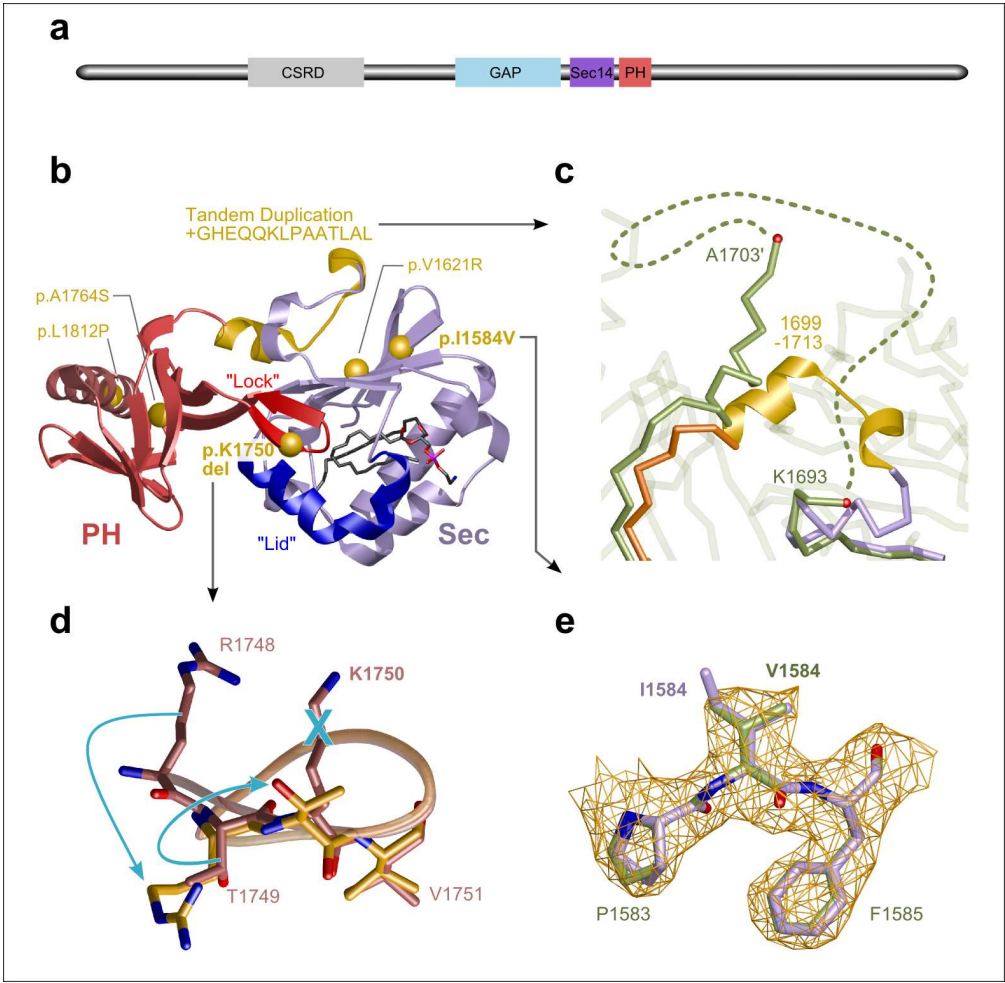 a
CSRD
GAP
Sec14
PH
b
Tandem Duplication
+GHEQQKLPAATLAL
p.V1621R
p.A1764S
p.L1812P
p.I1584V
"Lock"
p.K1750
del
PH
"Lid"
Sec
c
A1703'
1699
-1713
K1693
d
R1748
K1750
X
T1749
V1751
e
I1584
V1584
P1583
F1585